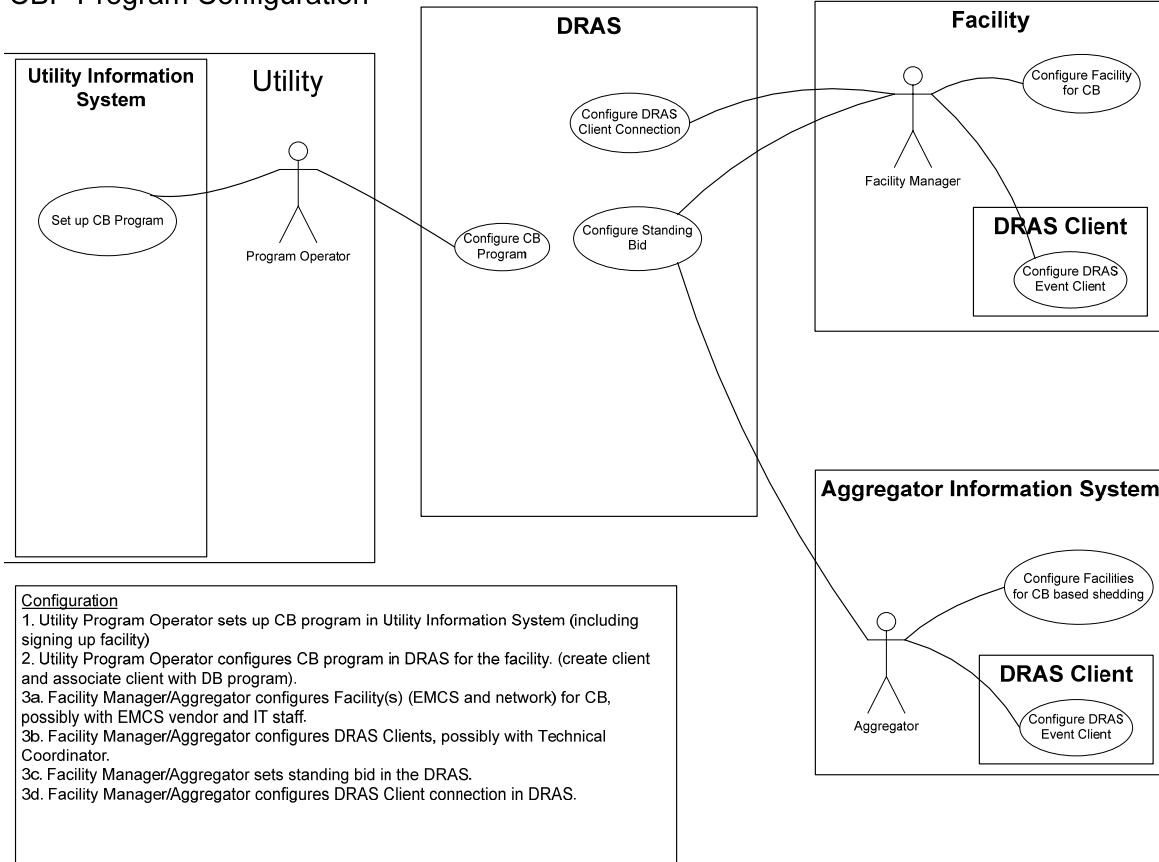 CBP Program Configuration
DRAS
Facility
Utility Information
System
Utility
Configure Facility
for CB
Configure DRAS
Client Connection
Facility Manager
Set up CB Program
Configure Standing
Bid
DRAS Client
Program Operator
Configure CB
Program
Configure DRAS
Event Client
Aggregator Information System
Configure Facilities
for CB based shedding
DRAS Client
Aggregator
Configure DRAS
Event Client
Configuration
1. Utility Program Operator sets up CB program in Utility Information System (including
signing up facility)
2. Utility Program Operator configures CB program in DRAS for the facility. (create client
and associate client with DB program).
3a. Facility Manager/Aggregator configures Facility(s) (EMCS and network) for CB,
possibly with EMCS vendor and IT staff.
3b. Facility Manager/Aggregator configures DRAS Clients, possibly with Technical
Coordinator.
3c. Facility Manager/Aggregator sets standing bid in the DRAS.
3d. Facility Manager/Aggregator configures DRAS Client connection in DRAS.